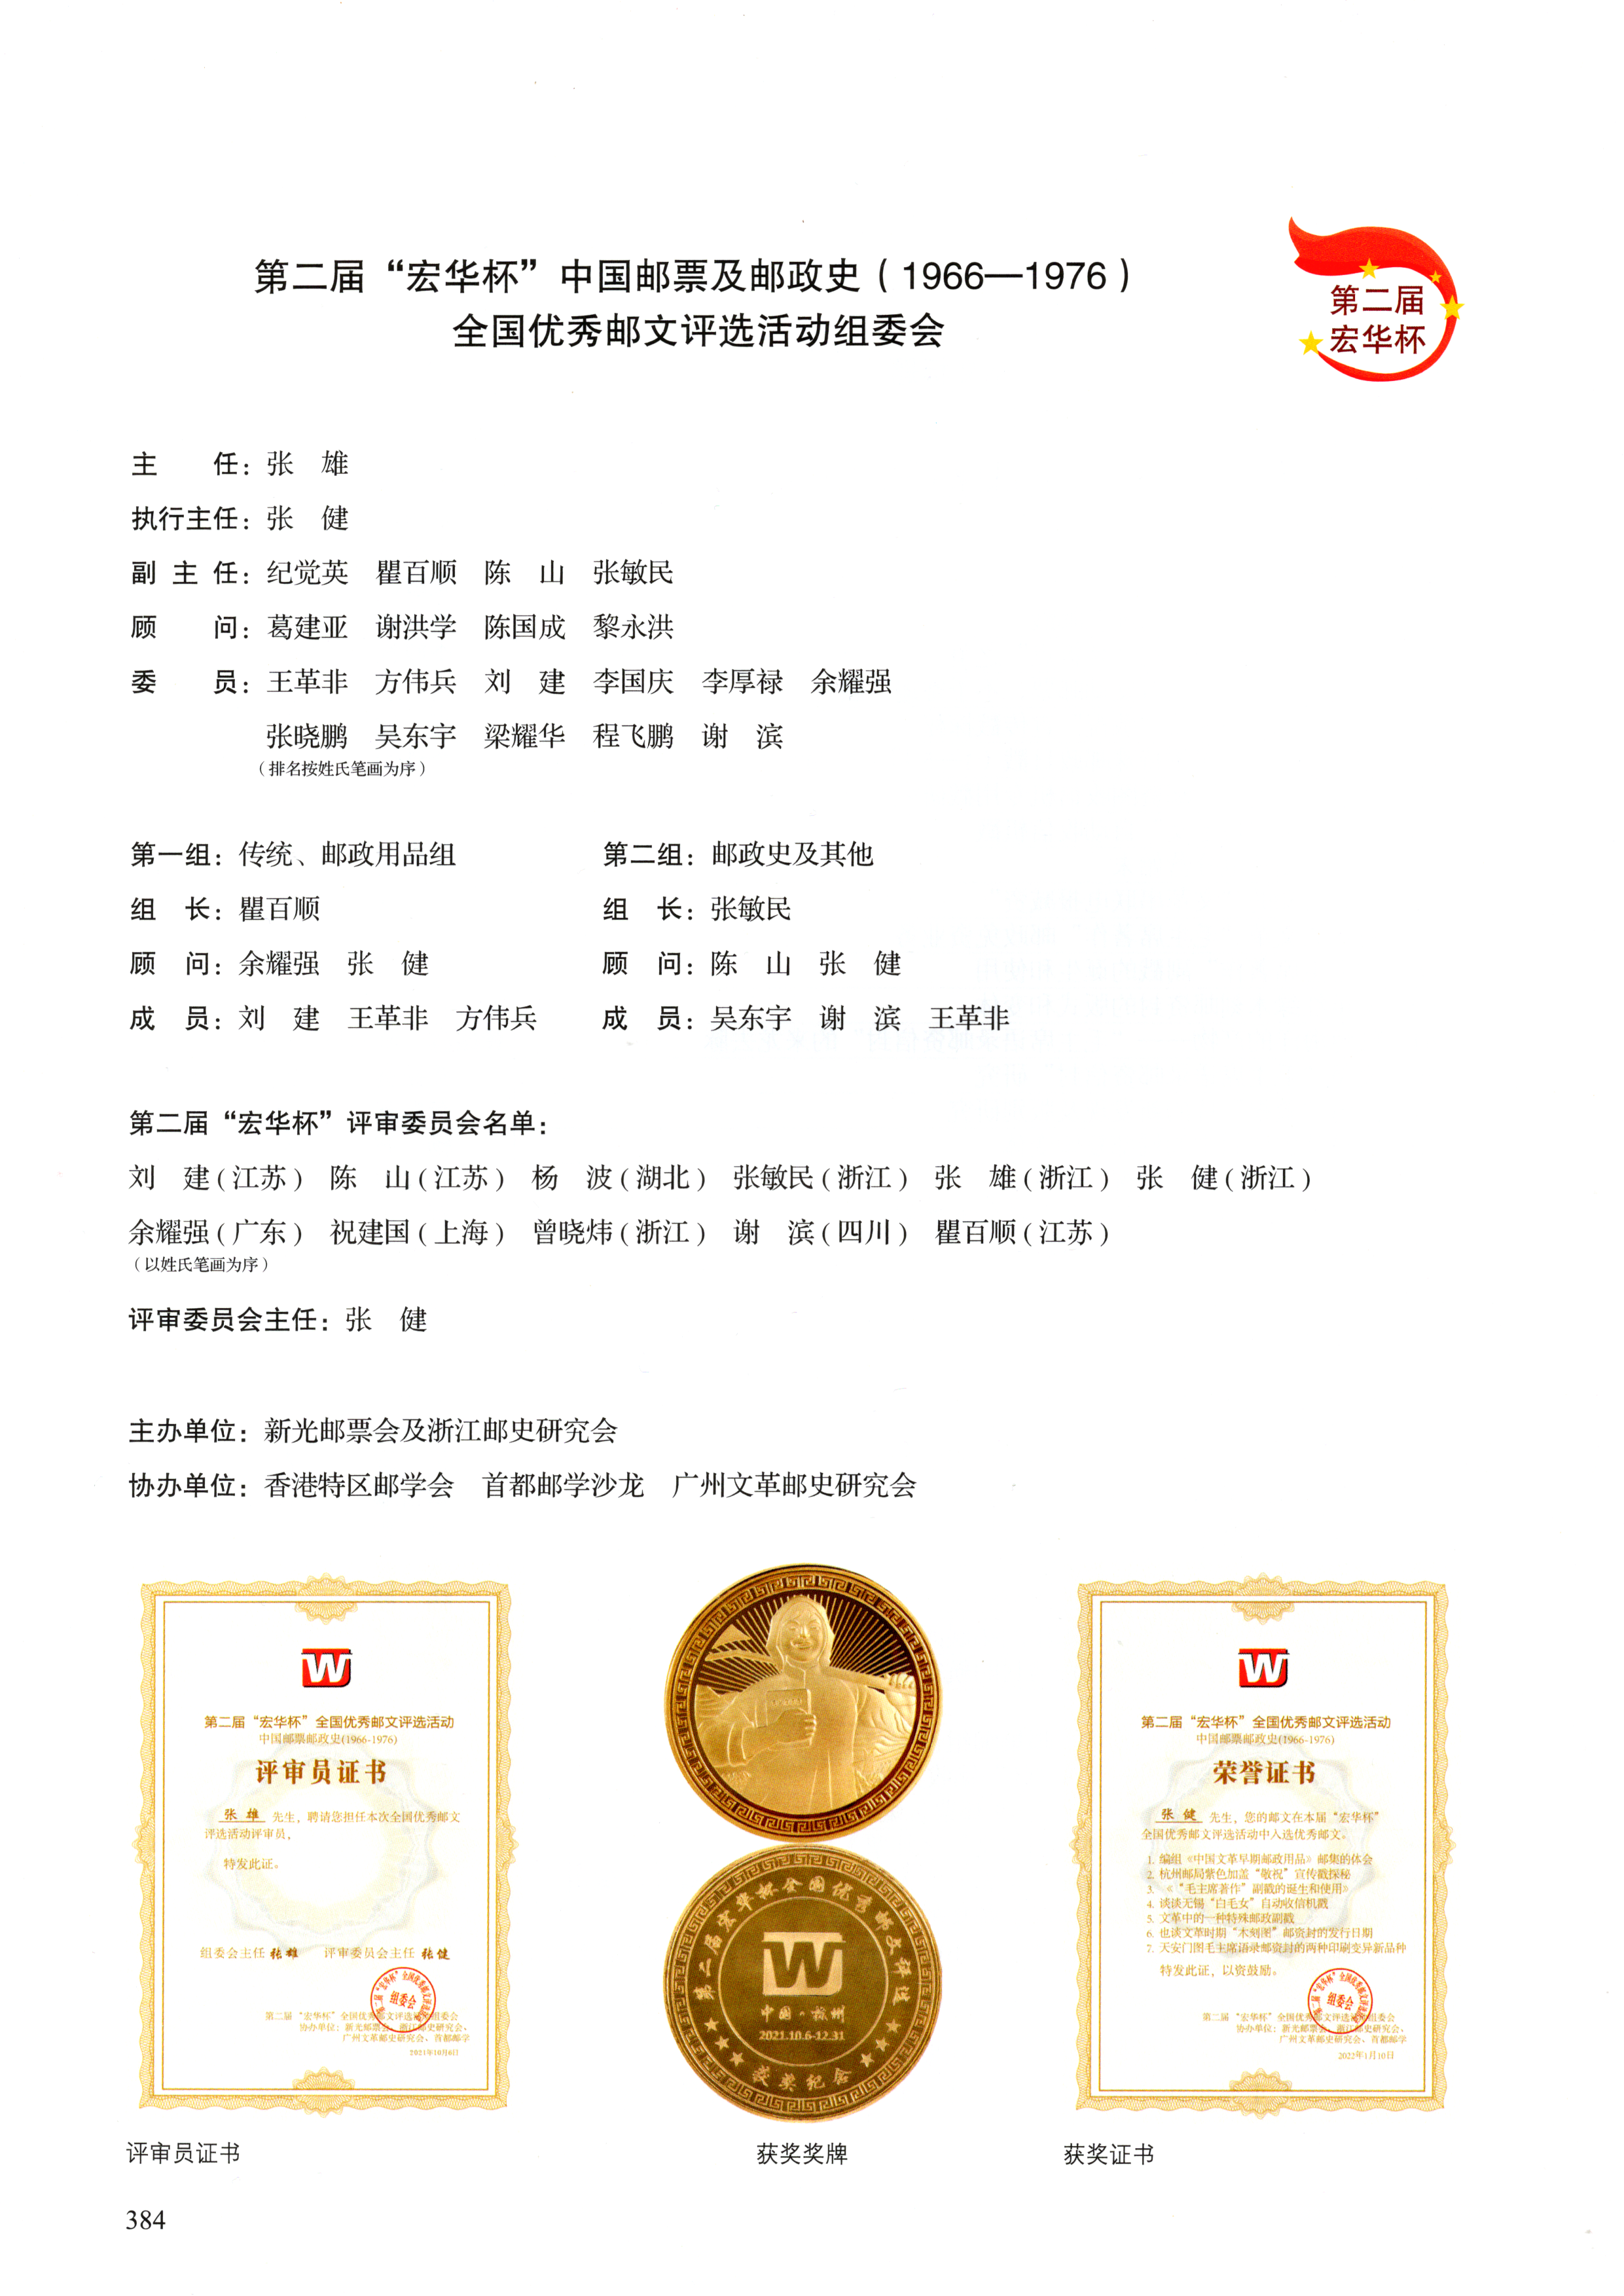 第二届“宏华杯”中国邮票及邮政史（1966—1976）
全国优秀邮文评选活动组委会
第二届
宏华杯
主　　任：张　雄
执行主任：张　健
副 主 任：纪觉英　瞿百顺　陈　山　张敏民
顾　　问：葛建亚　谢洪学　陈国成　黎永洪
委　　员：王革非　方伟兵　刘　建　李国庆　李厚禄　余耀强
张晓鹏　吴东宇　梁耀华　程飞鹏　谢　滨
（排名按姓氏笔画为序）
第一组：传统、邮政用品组
组　长：瞿百顺
顾　问：余耀强　张　健
成　员：刘　建　王革非　方伟兵
第二组：邮政史及其他
组　长：张敏民
顾　问：陈　山　张　健
成　员：吴东宇　谢　滨　王革非
第二届“宏华杯”评审委员会名单：
刘　建（江苏）　陈　山（江苏）　杨　波（湖北）　张敏民（浙江）　张　雄（浙江）　张　健（浙江）
余耀强（广东）　祝建国（上海）　曾晓炜（浙江）　谢　滨（四川）　瞿百顺（江苏）
（以姓氏笔画为序）
评审委员会主任：张　健
主办单位：新光邮票会及浙江邮史研究会
协办单位：香港特区邮学会　首都邮学沙龙　广州文革邮史研究会
W
第二届“宏华杯”全国优秀邮文评选活动
中国邮票邮政史(1966-1976)
评审员证书
张 雄 先生，聘请您担任本次全国优秀邮文
评选活动评审员，
特发此证。
组委会主任 张雄　评审委员会主任 张健
组委会
第二届“宏华杯”全国优秀邮文评选活动组委会
协办单位：新光邮票会、浙江邮史研究会、
广州文革邮史研究会、首都邮学
2021年10月6日
第二届宏华杯全国优秀邮文评选
W
中国·杭州
2021.10.6-12.31
获奖纪念
W
第二届“宏华杯”全国优秀邮文评选活动
中国邮票邮政史(1966-1976)
荣誉证书
张 健 先生，您的邮文在本届“宏华杯”
全国优秀邮文评选活动中入选优秀邮文。
1. 编组《中国文革早期邮政用品》邮集的体会
2. 杭州邮局紫色加盖“敬祝”宣传戳探秘
3. 《“毛主席著作”副戳的诞生和使用》
4. 谈谈无锡“白毛女”自动收信机戳
5. 文革中的一种特殊邮政副戳
6. 也谈文革时期“木刻图”邮资封的发行日期
7. 天安门图毛主席语录邮资封的两种印刷变异新品种
特发此证，以资鼓励。
组委会
第二届“宏华杯”全国优秀邮文评选活动组委会
协办单位：新光邮票会、浙江邮史研究会、
广州文革邮史研究会、首都邮学
2022年1月10日
评审员证书
获奖奖牌
获奖证书
384